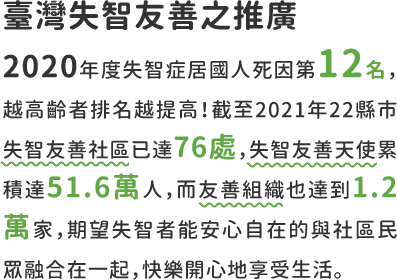 臺灣失智友善之推廣
2020年度失智症居國人死因第12名，
越高齡者排名越提高！截至2021年22縣市
失智友善社區已達76處，失智友善天使累
積達51.6萬人，而友善組織也達到1.2
萬家，期望失智者能安心自在的與社區民
眾融合在一起，快樂開心地享受生活。